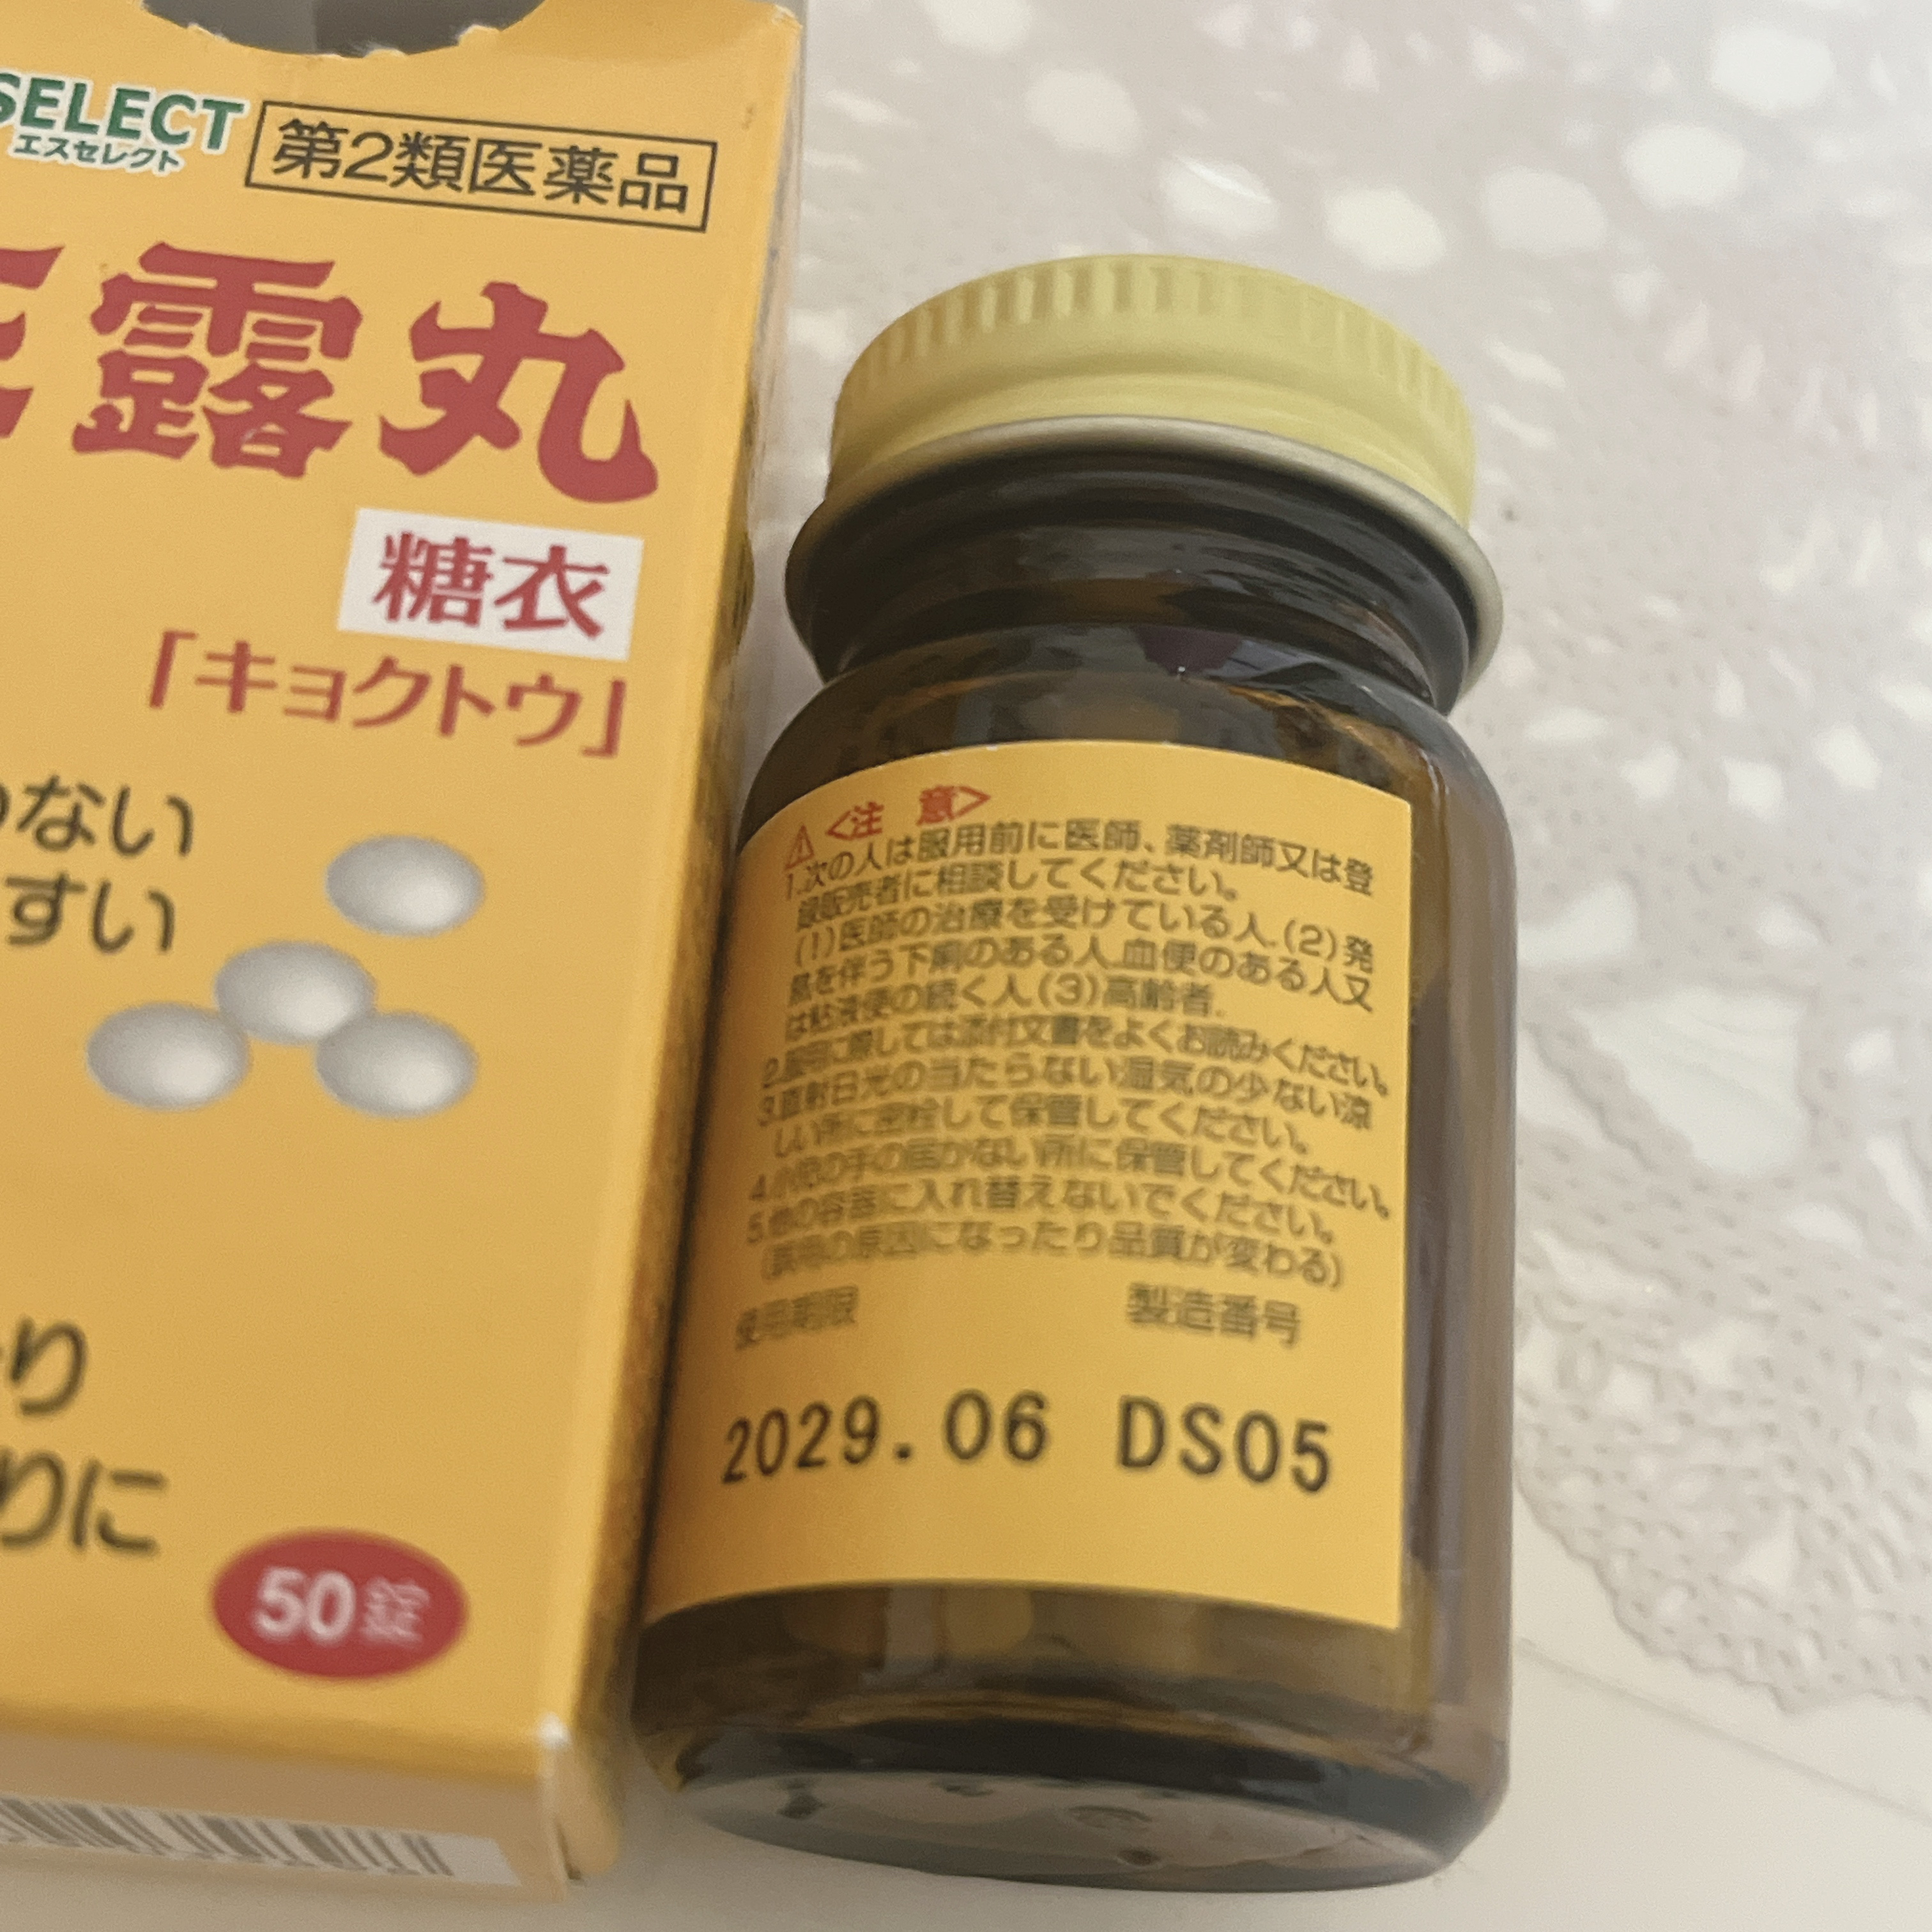 SELECT
エスセレクト
第2類医薬品
露丸
糖衣
「キョクトウ」
ない
すい
り
りに
50錠
<注 意>
1.次の人は服用前に医師、薬剤師又は登
録販売者に相談してください。
(1)医師の治療を受けている人.(2)発
熱を伴う下痢のある人,血便のある人又
は粘液便の続く人(3)高齢者.
2.服用に際しては添付文書をよくお読みください。
3.直射日光の当たらない湿気の少ない涼
しい所に密栓して保管してください。
4.小児の手の届かない所に保管してください。
5.他の容器に入れ替えないでください。
(誤用の原因になったり品質が変わる)
使用期限 製造番号
2029.06 DS05